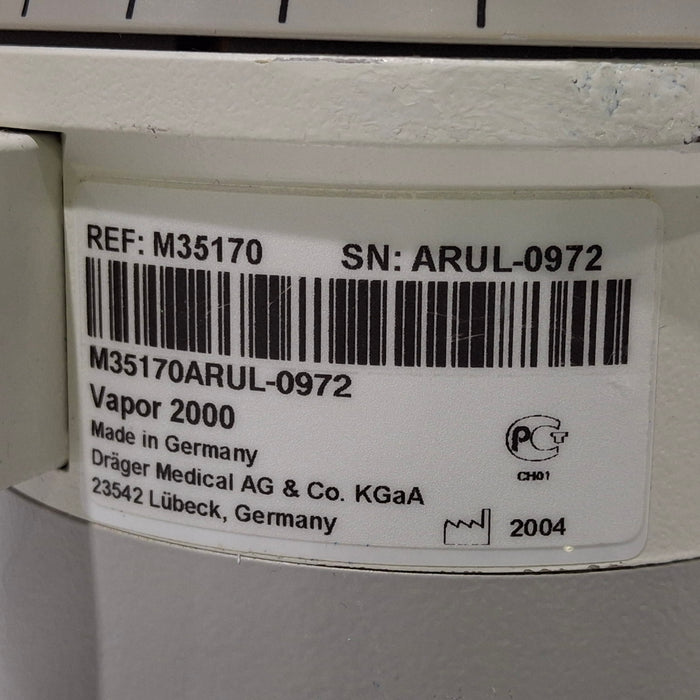 REF: M35170 SN: ARUL-0972
M35170ARUL-0972
Vapor 2000
Made in Germany
Dräger Medical AG & Co. KGaA
23542 Lübeck, Germany
PCT
CH01
2004